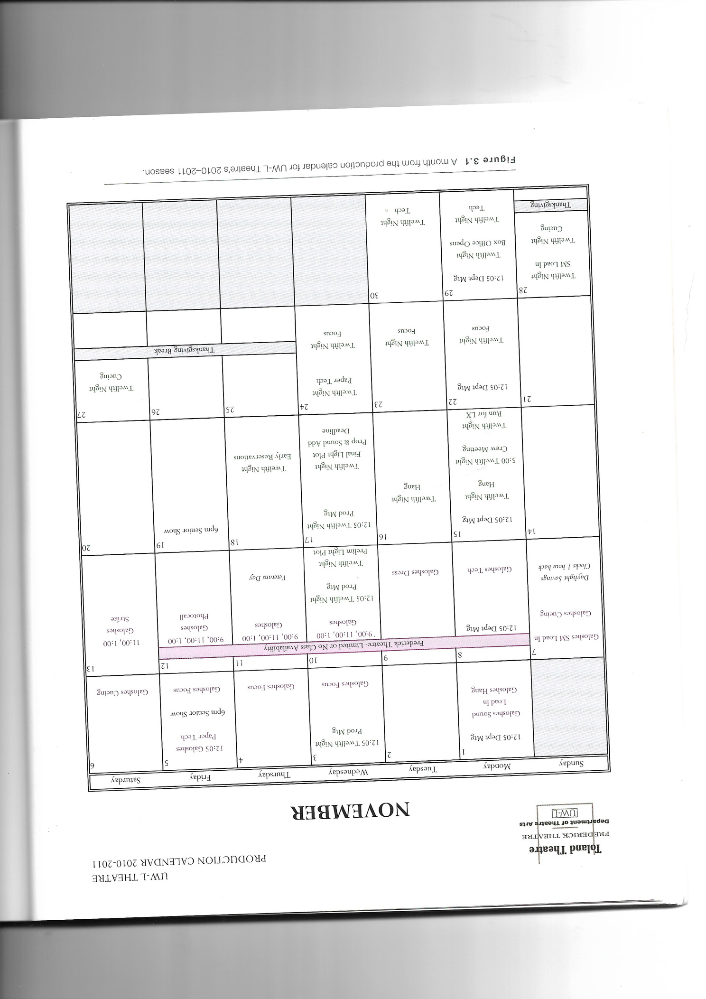 UW-L THEATRE
PRODUCTION CALENDAR 2010-2011
Toland Theatre
FREDERICK THEATRE
Department of Theatre Arts
UW-L
NOVEMBER
Sunday
Monday
Tuesday
Wednesday
Thursday
Friday
Saturday
1
12:05 Dept Mtg
Galoshes Sound
Load In
Galoshes Hang
2
3
12:05 Twelfth Night
Prod Mtg
Galoshes Focus
4
Galoshes Focus
5
12:05 Galoshes
Paper Tech
6pm Senior Show
Galoshes Focus
6
Galoshes Cueing
7
Galoshes SM Load In
Galoshes Cueing
Daylight Savings
Clocks 1 hour back
Frederick Theatre- Limited or No Class Availability
8
12:05 Dept Mtg
Galoshes Tech
9
Galoshes Dress
10
9:00, 11:00, 1:00
Galoshes
12:05 Twelfth Night
Prod Mtg
Twelfth Night
Prelim Light Plot
11
9:00, 11:00, 1:00
Galoshes
Veterans Day
12
9:00, 11:00, 1:00
Galoshes
Photocall
13
11:00, 1:00
Galoshes
Strike
14
15
12:05 Dept Mtg
Twelfth Night
Hang
5:00 Twelfth Night
Crew Meeting
Twelfth Night
Run for LX
16
Twelfth Night
Hang
17
12:05 Twelfth Night
Prod Mtg
Twelfth Night
Final Light Plot
Prop & Sound Add
Deadline
18
Twelfth Night
Early Reservations
19
6pm Senior Show
20
21
22
12:05 Dept Mtg
Twelfth Night
Focus
23
Twelfth Night
Focus
24
Twelfth Night
Paper Tech
Twelfth Night
Focus
25
26
27
Twelfth Night
Cueing
Thanksgiving Break
28
Twelfth Night
SM Load In
Twelfth Night
Cueing
Thanksgiving
29
12:05 Dept Mtg
Twelfth Night
Box Office Opens
Twelfth Night
Tech
30
Twelfth Night
Tech
Figure 3.1 A month from the production calendar for UW-L Theatre's 2010–2011 season.